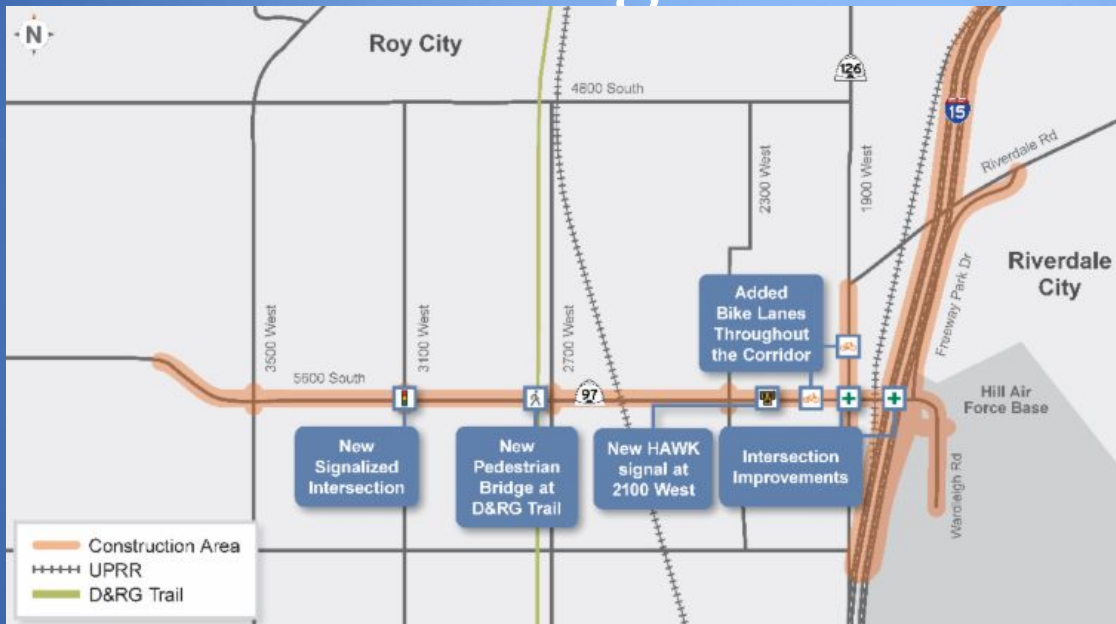 N
Roy City
126
4800 South
15
Riverdale Rd
2300 West
1900 West
Riverdale
City
Freeway Park Dr
Added
Bike Lanes
Throughout
the Corridor
3500 West
3100 West
2700 West
5600 South
97
Hill Air
Force Base
New
Signalized
Intersection
New
Pedestrian
Bridge at
D&RG Trail
New HAWK
signal at
2100 West
Intersection
Improvements
Wardleigh Rd
Construction Area
UPRR
D&RG Trail